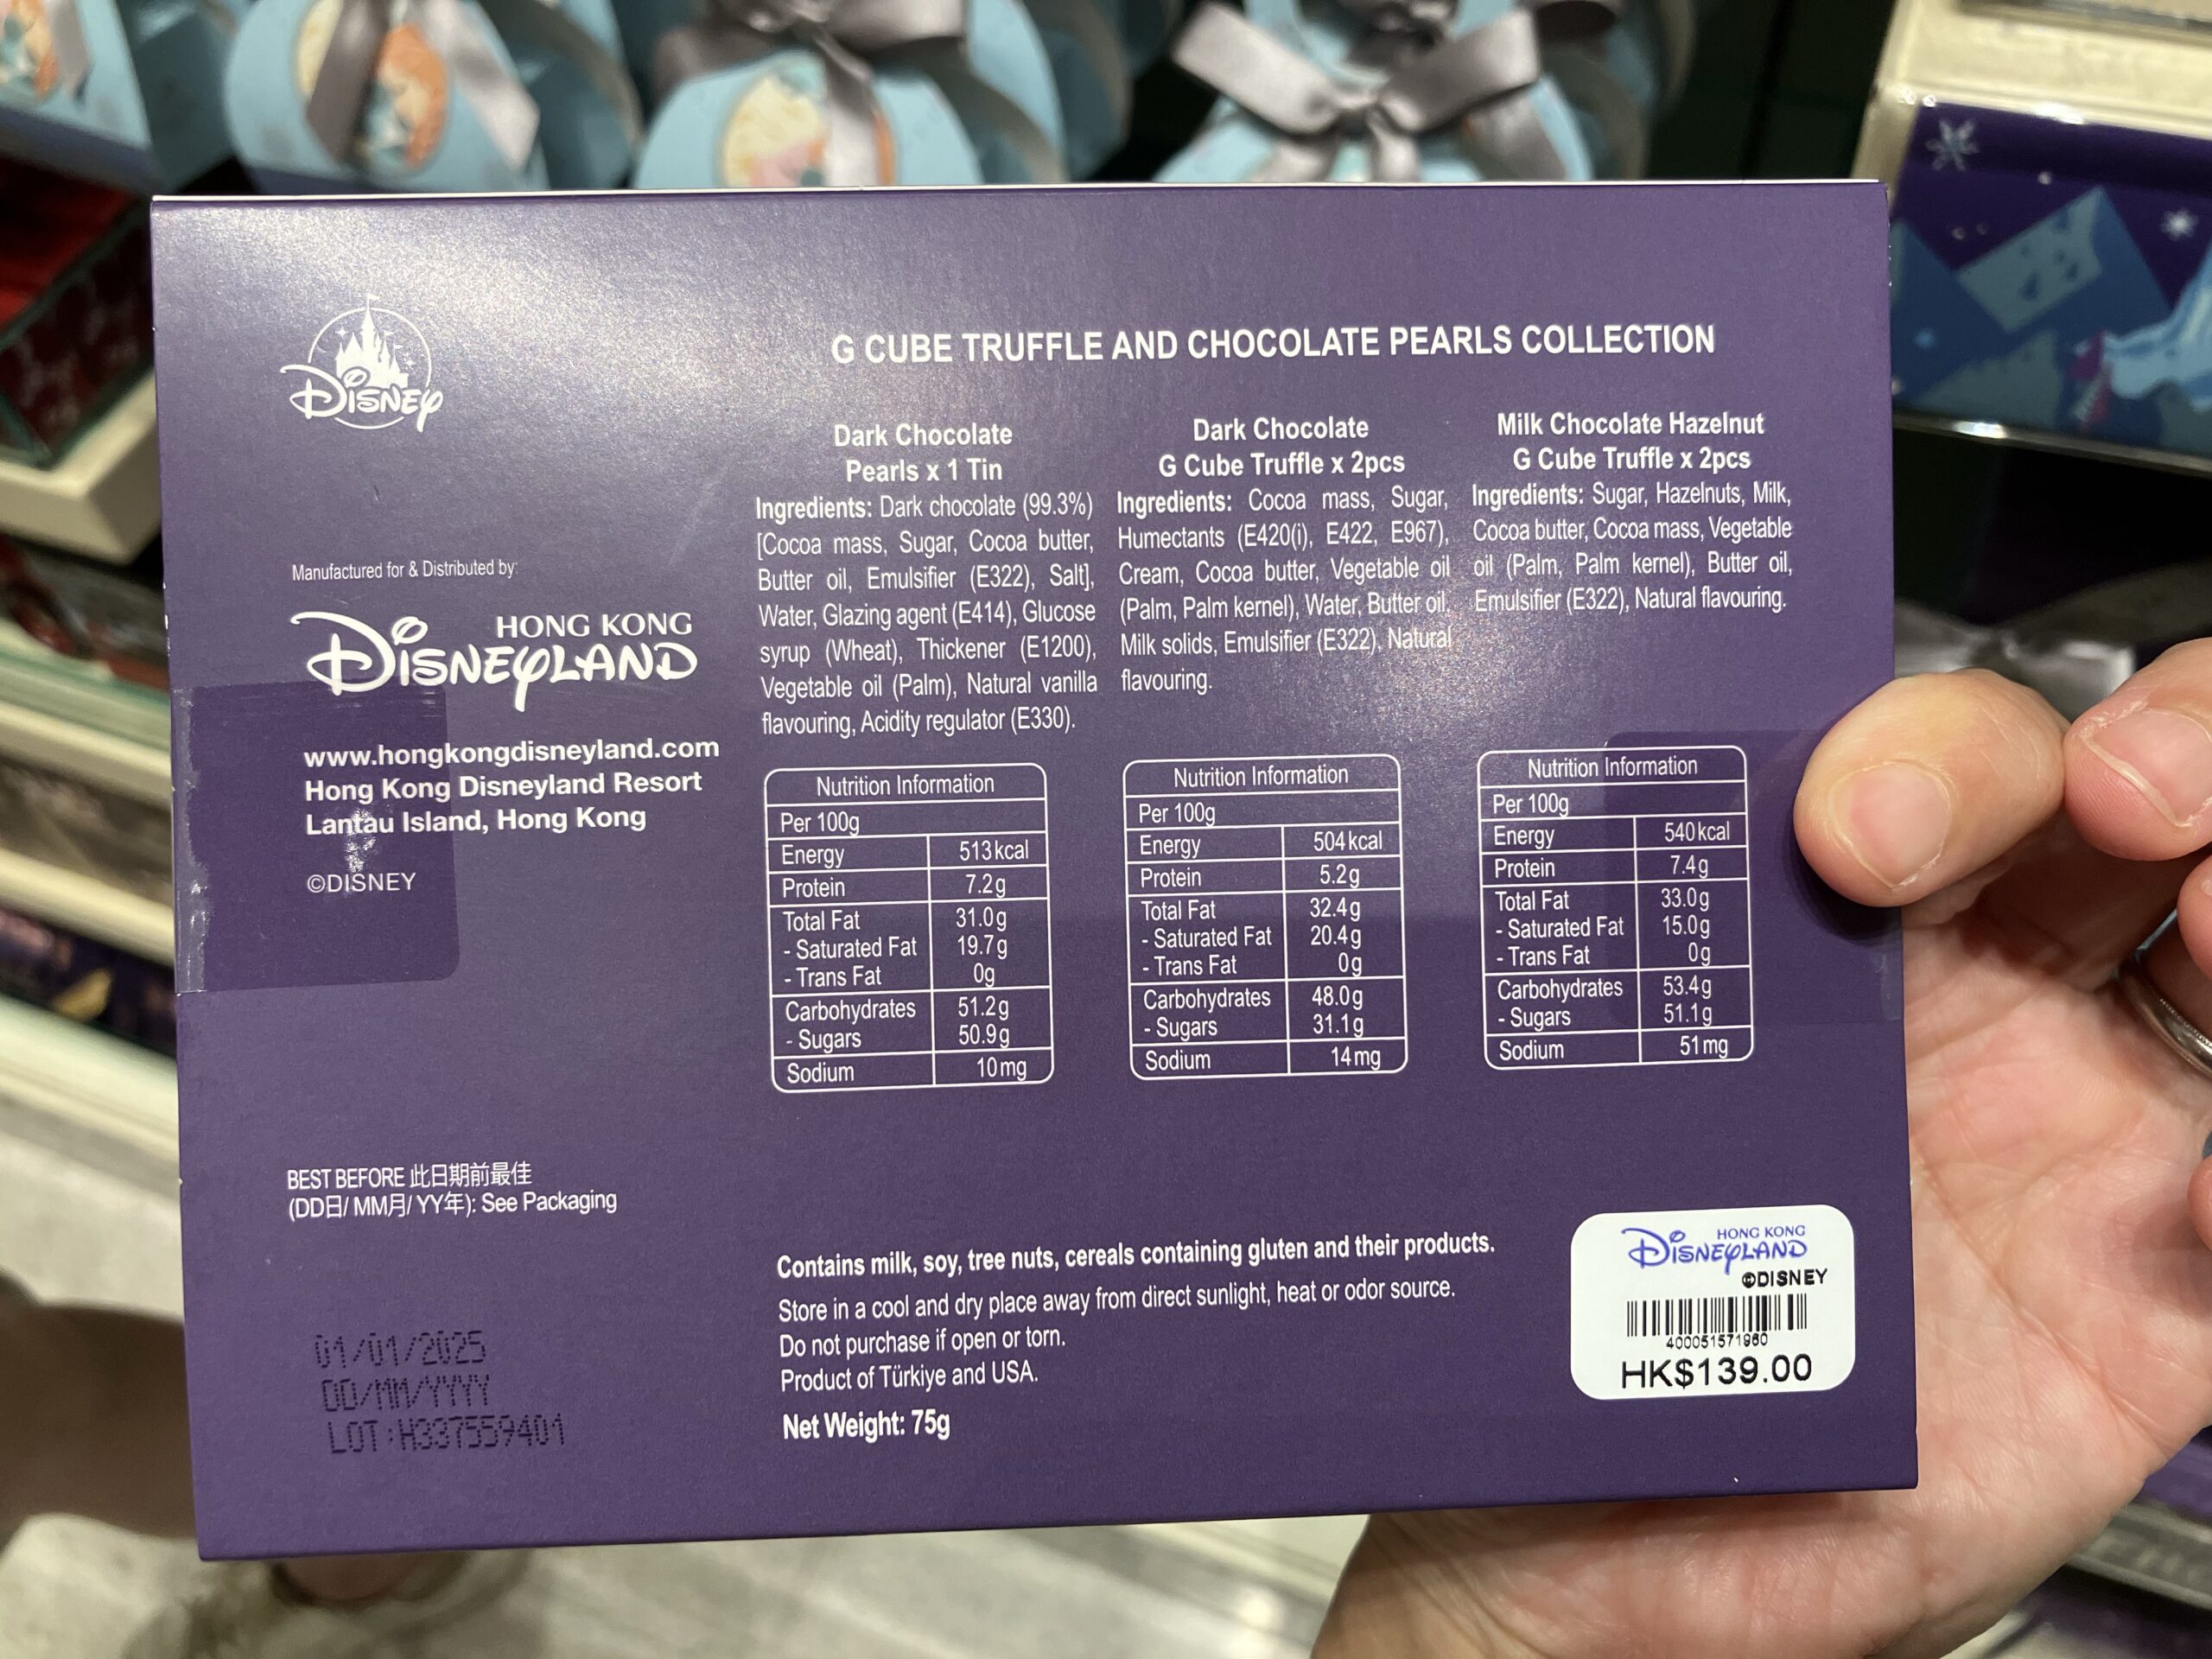 DISNEY
G CUBE TRUFFLE AND CHOCOLATE PEARLS COLLECTION
Dark Chocolate
Pearls x 1 Tin
Ingredients: Dark chocolate (99.3%)
[Cocoa mass, Sugar, Cocoa butter,
Butter oil, Emulsifier (E322), Salt],
Water, Glazing agent (E414), Glucose
syrup (Wheat), Thickener (E1200),
Vegetable oil (Palm), Natural vanilla
flavouring, Acidity regulator (E330).
Dark Chocolate
G Cube Truffle x 2pcs
Ingredients: Cocoa mass, Sugar,
Humectants (E420(i), E422, E967),
Cream, Cocoa butter, Vegetable oil
(Palm, Palm kernel), Water, Butter oil,
Milk solids, Emulsifier (E322), Natural
flavouring.
Milk Chocolate Hazelnut
G Cube Truffle x 2pcs
Ingredients: Sugar, Hazelnuts, Milk,
Cocoa butter, Cocoa mass, Vegetable
oil (Palm, Palm kernel), Butter oil,
Emulsifier (E322), Natural flavouring.
Manufactured for & Distributed by:
HONG KONG
DISNEYLAND
www.hongkongdisneyland.com
Hong Kong Disneyland Resort
Lantau Island, Hong Kong
©DISNEY
Nutrition Information
Per 100g
Energy 513kcal
Protein 7.2g
Total Fat 31.0g
- Saturated Fat 19.7g
- Trans Fat 0g
Carbohydrates 51.2g
- Sugars 50.9g
Sodium 10mg
Nutrition Information
Per 100g
Energy 504kcal
Protein 5.2g
Total Fat 32.4g
- Saturated Fat 20.4g
- Trans Fat 0g
Carbohydrates 48.0g
- Sugars 31.1g
Sodium 14mg
Nutrition Information
Per 100g
Energy 540kcal
Protein 7.4g
Total Fat 33.0g
- Saturated Fat 15.0g
- Trans Fat 0g
Carbohydrates 53.4g
- Sugars 51.1g
Sodium 51mg
BEST BEFORE 此日期前最佳
(DD日/ MM月/ YY年): See Packaging
01/01/2025
DD/MM/YYYY
LOT:H337559401
Contains milk, soy, tree nuts, cereals containing gluten and their products.
Store in a cool and dry place away from direct sunlight, heat or odor source.
Do not purchase if open or torn.
Product of Türkiye and USA.
Net Weight: 75g
HONG KONG
DISNEYLAND
©DISNEY
400051571960
HK$139.00